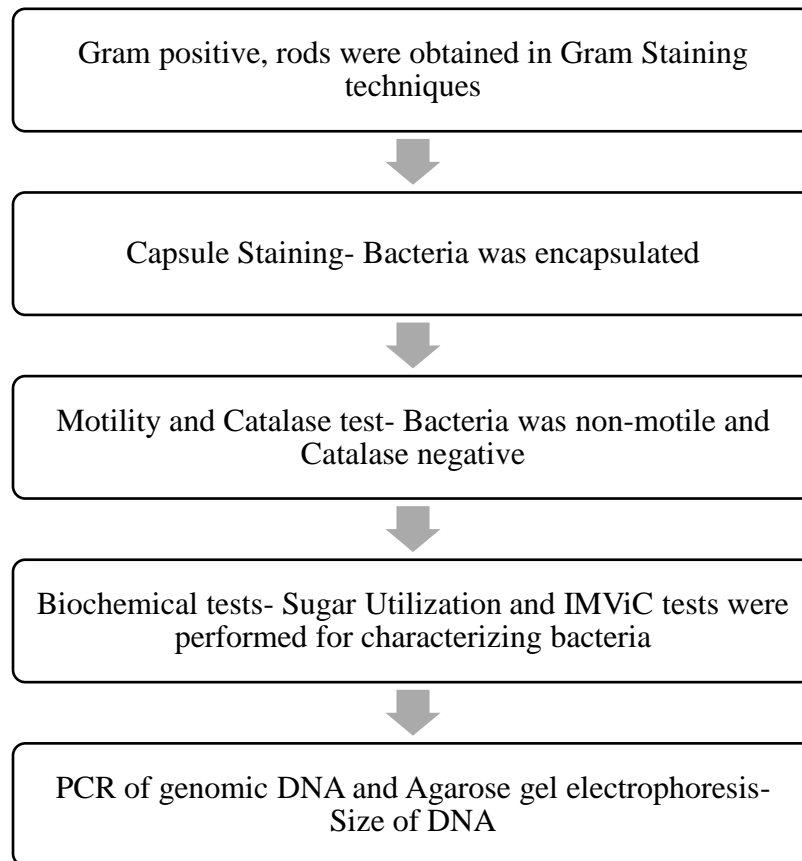 Gram positive, rods were obtained in Gram Staining
techniques
Capsule Staining- Bacteria was encapsulated
Motility and Catalase test- Bacteria was non-motile and
Catalase negative
Biochemical tests- Sugar Utilization and IMViC tests were
performed for characterizing bacteria
PCR of genomic DNA and Agarose gel electrophoresis-
Size of DNA